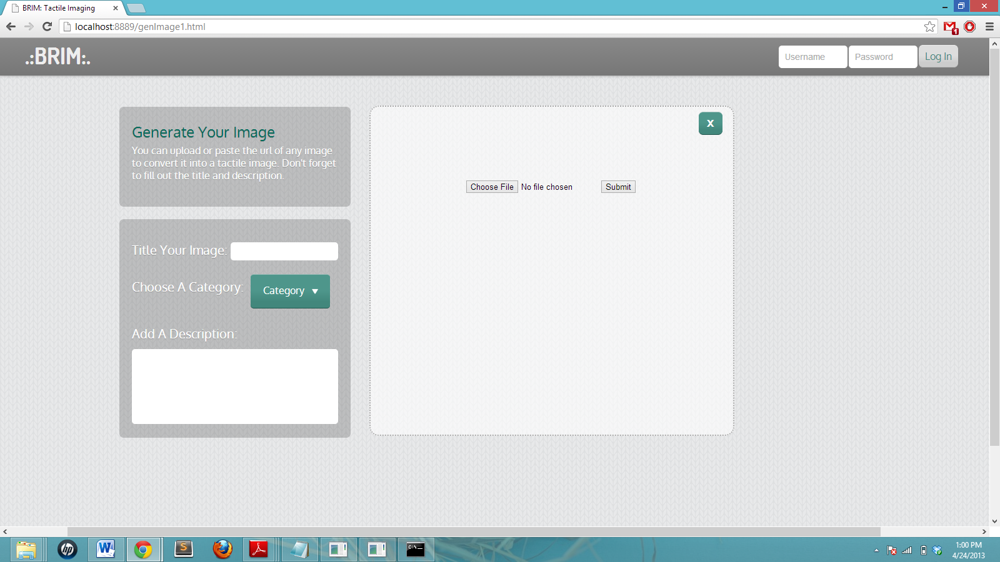 BRIM: Tactile Imaging
localhost:8889/genImage1.html
1
.:BRIM:.
Username
Password
Log In
Generate Your Image
You can upload or paste the url of any image
to convert it into a tactile image. Don't forget
to fill out the title and description.
x
Choose File No file chosen
Submit
Title Your Image:
Choose A Category:
Category
Add A Description:
hp
W
S
C:\_
1:00 PM
4/24/2013